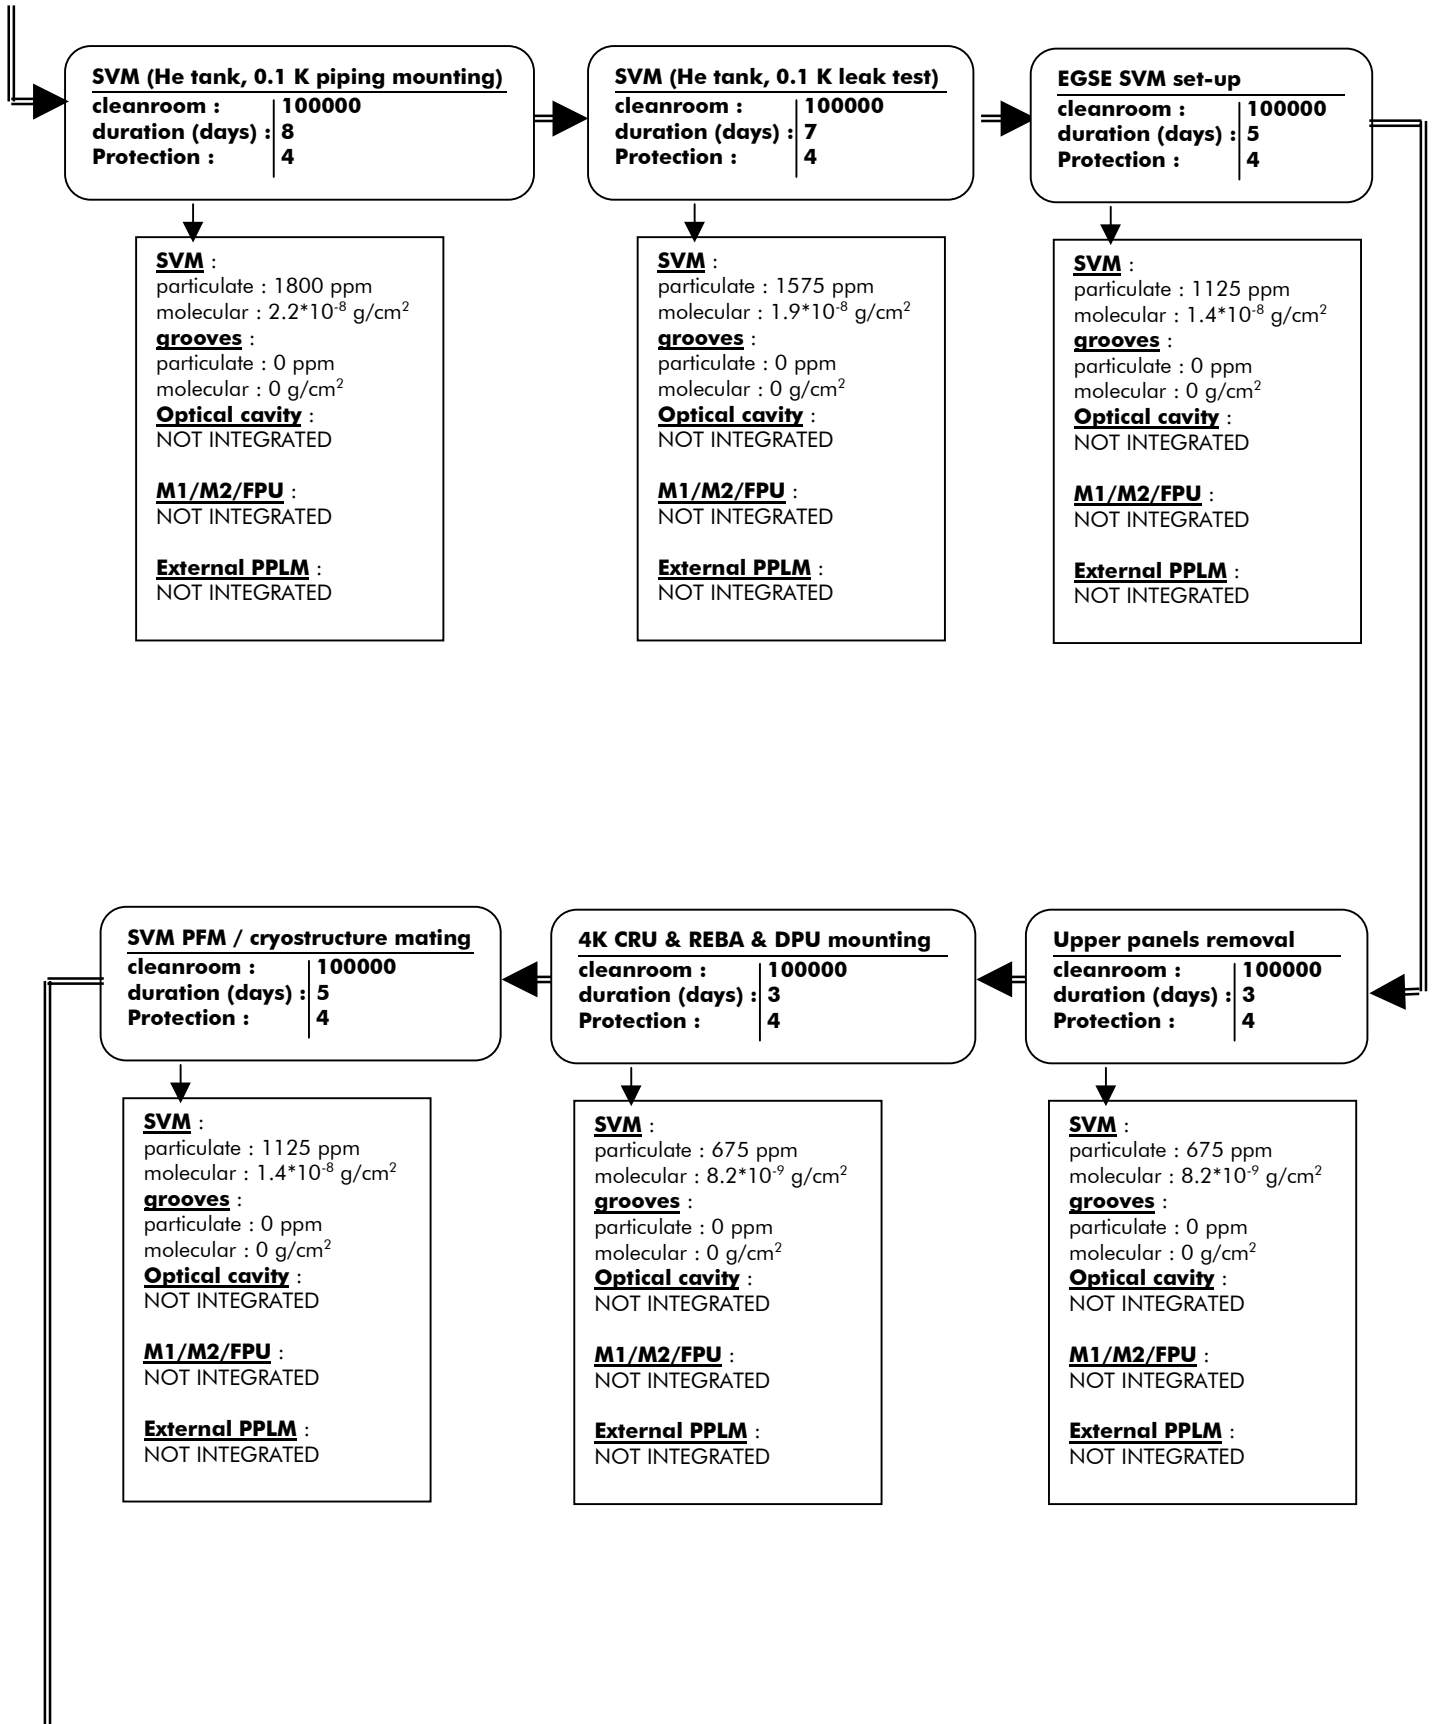 SVM (He tank, 0.1 K piping mounting)
cleanroom : 100000
duration (days) : 8
Protection : 4
SVM :
particulate : 1800 ppm
molecular : 2.2*10⁻⁸ g/cm²
grooves :
particulate : 0 ppm
molecular : 0 g/cm²
Optical cavity :
NOT INTEGRATED
M1/M2/FPU :
NOT INTEGRATED
External PPLM :
NOT INTEGRATED
SVM (He tank, 0.1 K leak test)
cleanroom : 100000
duration (days) : 7
Protection : 4
SVM :
particulate : 1575 ppm
molecular : 1.9*10⁻⁸ g/cm²
grooves :
particulate : 0 ppm
molecular : 0 g/cm²
Optical cavity :
NOT INTEGRATED
M1/M2/FPU :
NOT INTEGRATED
External PPLM :
NOT INTEGRATED
EGSE SVM set-up
cleanroom : 100000
duration (days) : 5
Protection : 4
SVM :
particulate : 1125 ppm
molecular : 1.4*10⁻⁸ g/cm²
grooves :
particulate : 0 ppm
molecular : 0 g/cm²
Optical cavity :
NOT INTEGRATED
M1/M2/FPU :
NOT INTEGRATED
External PPLM :
NOT INTEGRATED
Upper panels removal
cleanroom : 100000
duration (days) : 3
Protection : 4
SVM :
particulate : 675 ppm
molecular : 8.2*10⁻⁹ g/cm²
grooves :
particulate : 0 ppm
molecular : 0 g/cm²
Optical cavity :
NOT INTEGRATED
M1/M2/FPU :
NOT INTEGRATED
External PPLM :
NOT INTEGRATED
4K CRU & REBA & DPU mounting
cleanroom : 100000
duration (days) : 3
Protection : 4
SVM :
particulate : 675 ppm
molecular : 8.2*10⁻⁹ g/cm²
grooves :
particulate : 0 ppm
molecular : 0 g/cm²
Optical cavity :
NOT INTEGRATED
M1/M2/FPU :
NOT INTEGRATED
External PPLM :
NOT INTEGRATED
SVM PFM / cryostructure mating
cleanroom : 100000
duration (days) : 5
Protection : 4
SVM :
particulate : 1125 ppm
molecular : 1.4*10⁻⁸ g/cm²
grooves :
particulate : 0 ppm
molecular : 0 g/cm²
Optical cavity :
NOT INTEGRATED
M1/M2/FPU :
NOT INTEGRATED
External PPLM :
NOT INTEGRATED